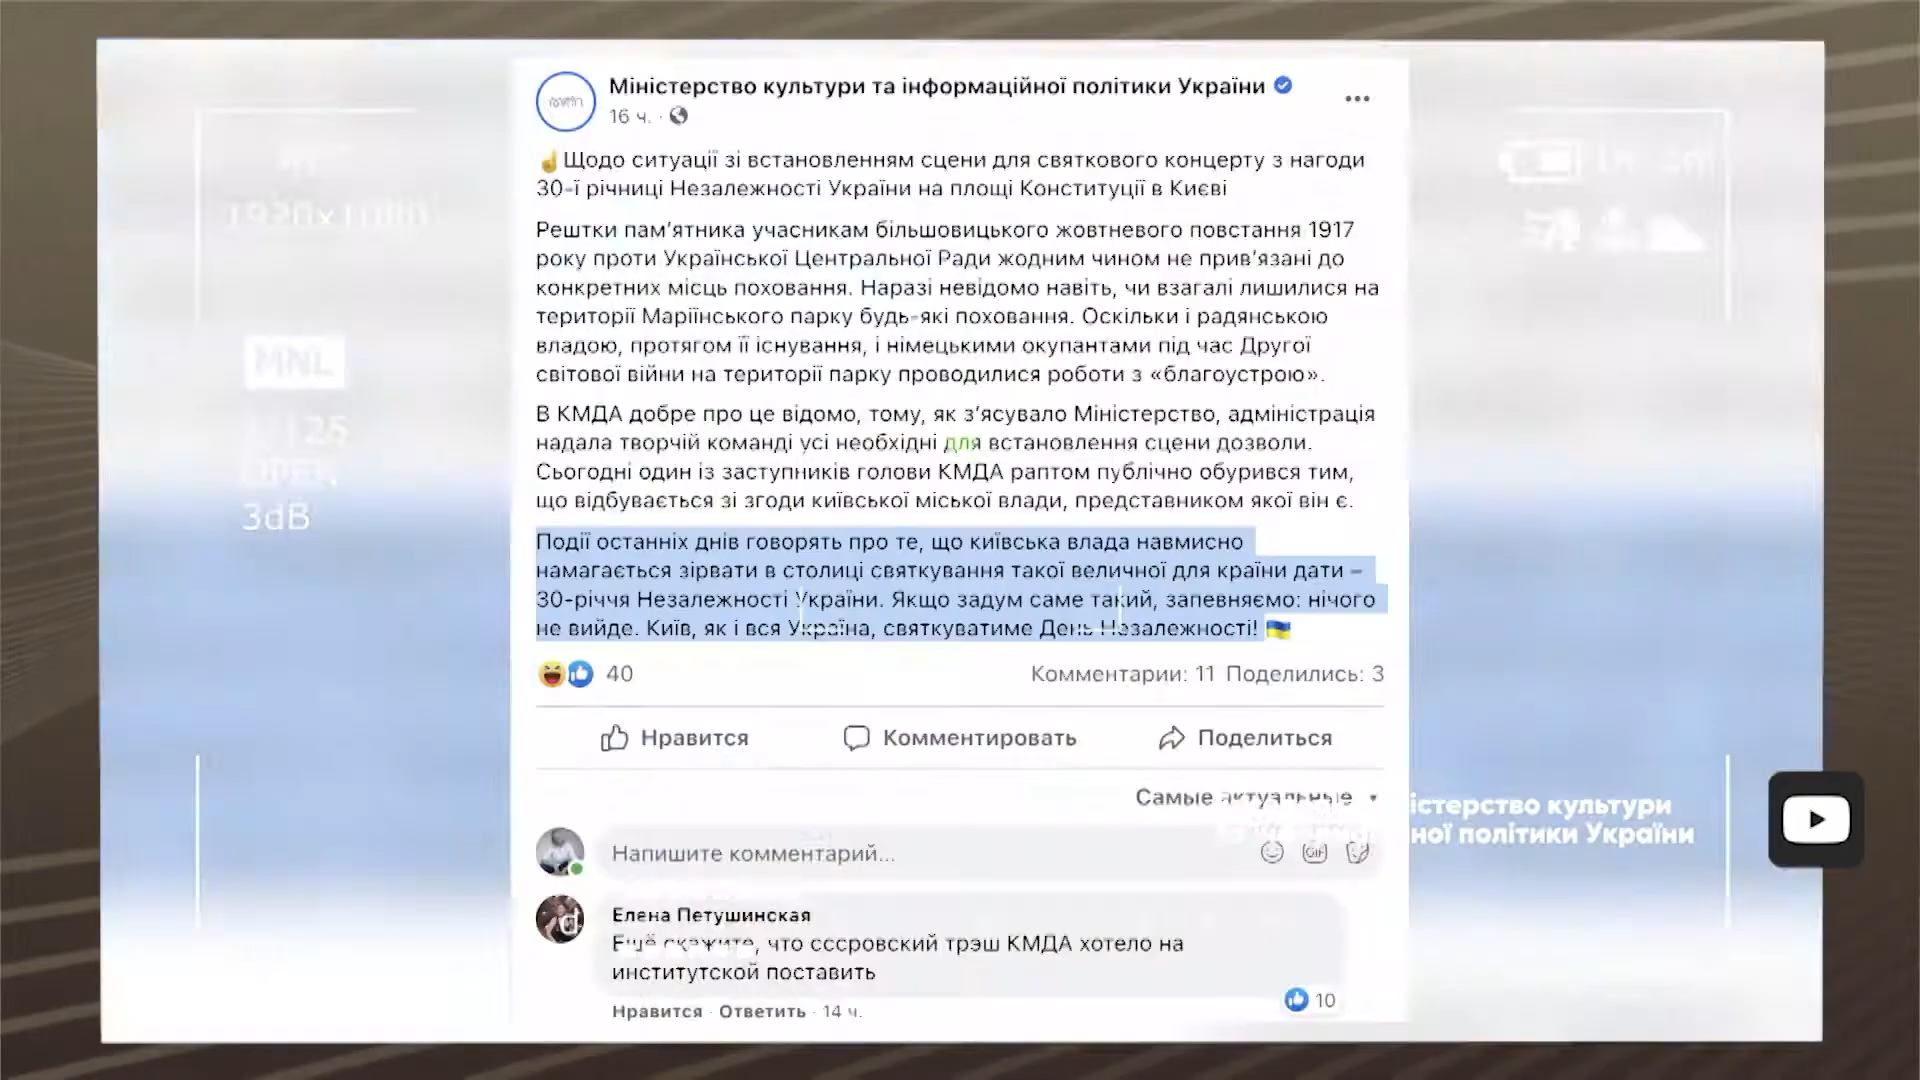 Міністерство культури та інформаційної політики України
16 ч.
Щодо ситуації зі встановленням сцени для святкового концерту з нагоди
30-ї річниці Незалежності України на площі Конституції в Києві
Рештки пам’ятника учасникам більшовицького жовтневого повстання 1917
року проти Української Центральної Ради жодним чином не прив’язані до
конкретних місць поховання. Наразі невідомо навіть, чи взагалі лишилися на
території Маріїнського парку будь-які поховання. Оскільки і радянською
владою, протягом її існування, і німецькими окупантами під час Другої
світової війни на території парку проводилися роботи з «благоустрою».
В КМДА добре про це відомо, тому, як з’ясувало Міністерство, адміністрація
надала творчій команді усі необхідні для встановлення сцени дозволи.
Сьогодні один із заступників голови КМДА раптом публічно обурився тим,
що відбувається зі згоди київської міської влади, представником якої він є.
Події останніх днів говорять про те, що київська влада навмисно
намагається зірвати в столиці святкування такої величної для країни дати –
30-річчя Незалежності України. Якщо задум саме такий, запевняємо: нічого
не вийде. Київ, як і вся Україна, святкуватиме День Незалежності!
40
Комментарии: 11 Поделились: 3
Нравится
Комментировать
Поделиться
Самые актуальные
Напишите комментарий...
GIF
Елена Петушинская
Ещё скажите, что сссровский трэш КМДА хотело на
институтской поставить
10
Нравится · Ответить · 14 ч.
істерство культури
ної політики України
1920x1080
MNL
3dB